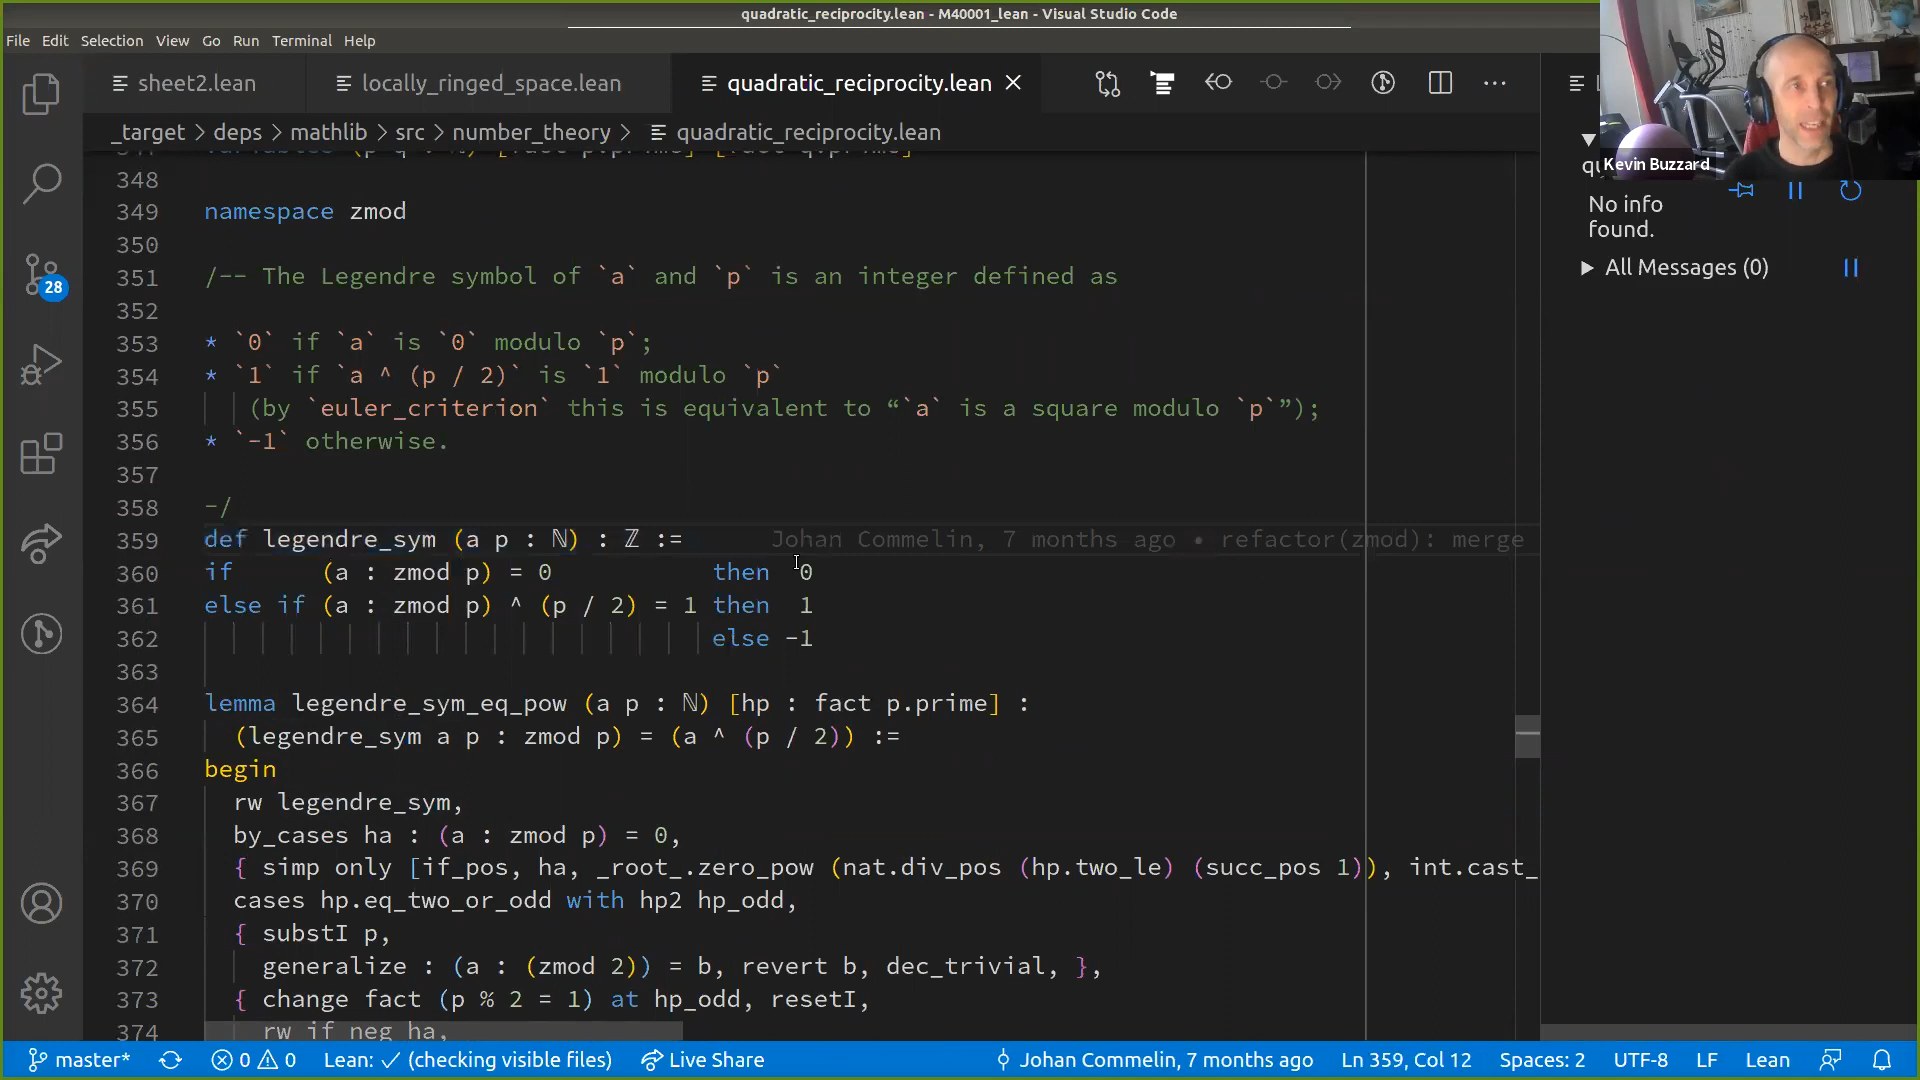 quadratic_reciprocity.lean - M40001_lean - Visual Studio Code
File Edit Selection View Go Run Terminal Help
sheet2.lean locally_ringed_space.lean quadratic_reciprocity.lean
_target > deps > mathlib > src > number_theory > quadratic_reciprocity.lean
Kevin Buzzard
No info
found.
All Messages (0)
348
349 namespace zmod
350
351 /-- The Legendre symbol of `a` and `p` is an integer defined as
352
353 * `0` if `a` is `0` modulo `p`;
354 * `1` if `a ^ (p / 2)` is `1` modulo `p`
355 (by `euler_criterion` this is equivalent to “`a` is a square modulo `p`”);
356 * `-1` otherwise.
357
358 -/
359 def legendre_sym (a p : ℕ) : ℤ := Johan Commelin, 7 months ago • refactor(zmod): merge
360 if (a : zmod p) = 0 then 0
361 else if (a : zmod p) ^ (p / 2) = 1 then 1
362 else -1
363
364 lemma legendre_sym_eq_pow (a p : ℕ) [hp : fact p.prime] :
365 (legendre_sym a p : zmod p) = (a ^ (p / 2)) :=
366 begin
367 rw legendre_sym,
368 by_cases ha : (a : zmod p) = 0,
369 { simp only [if_pos, ha, _root_.zero_pow (nat.div_pos (hp.two_le) (succ_pos 1)), int.cast_
370 cases hp.eq_two_or_odd with hp2 hp_odd,
371 { substI p,
372 generalize : (a : (zmod 2)) = b, revert b, dec_trivial, },
373 { change fact (p % 2 = 1) at hp_odd, resetI,
374 rw if_neg ha,
28
master* 0 0 Lean: ✓ (checking visible files) Live Share Johan Commelin, 7 months ago Ln 359, Col 12 Spaces: 2 UTF-8 LF Lean